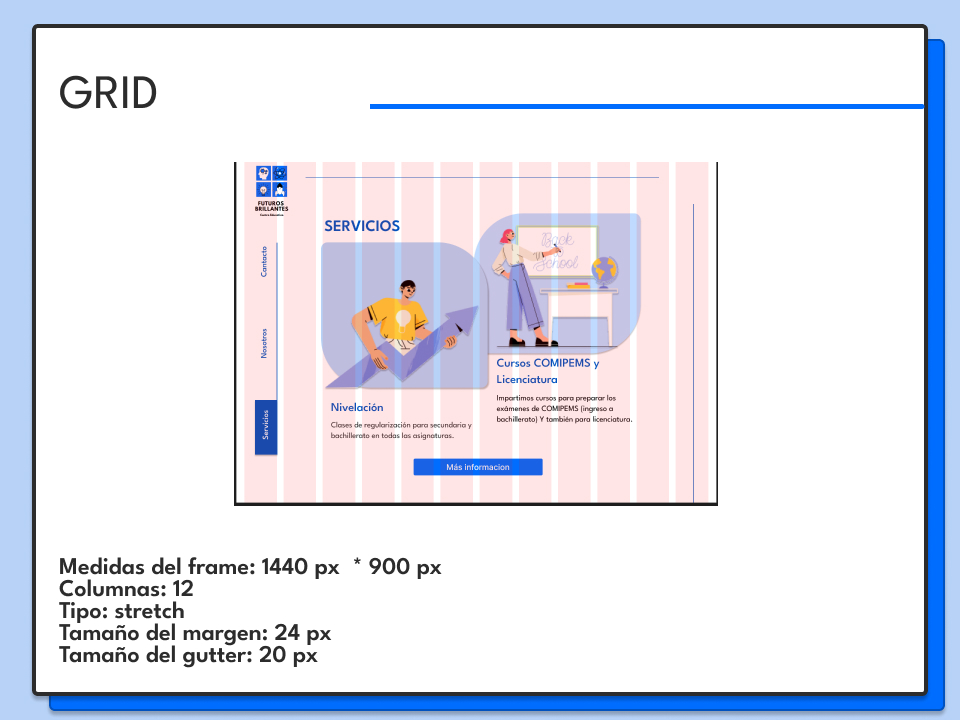 GRID
FUTUROS
BRILLANTES
Centro Educativo
SERVICIOS
Back
to
School
Contacto
Nosotros
Servicios
Cursos COMIPEMS y
Licenciatura
Impartimos cursos para preparar los
exámenes de COMIPEMS (ingreso a
bachillerato) Y también para licenciatura.
Nivelación
Clases de regularización para secundaria y
bachillerato en todas las asignaturas.
Más informacion
Medidas del frame: 1440 px * 900 px
Columnas: 12
Tipo: stretch
Tamaño del margen: 24 px
Tamaño del gutter: 20 px